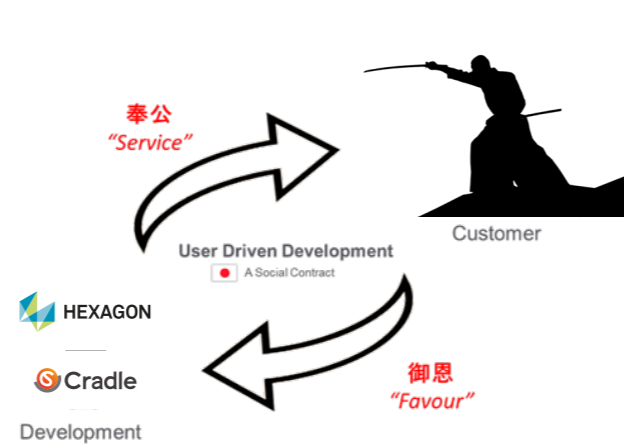 奉公
“Service”
Customer
User Driven Development
A Social Contract
HEXAGON
Cradle
御恩
“Favour”
Development